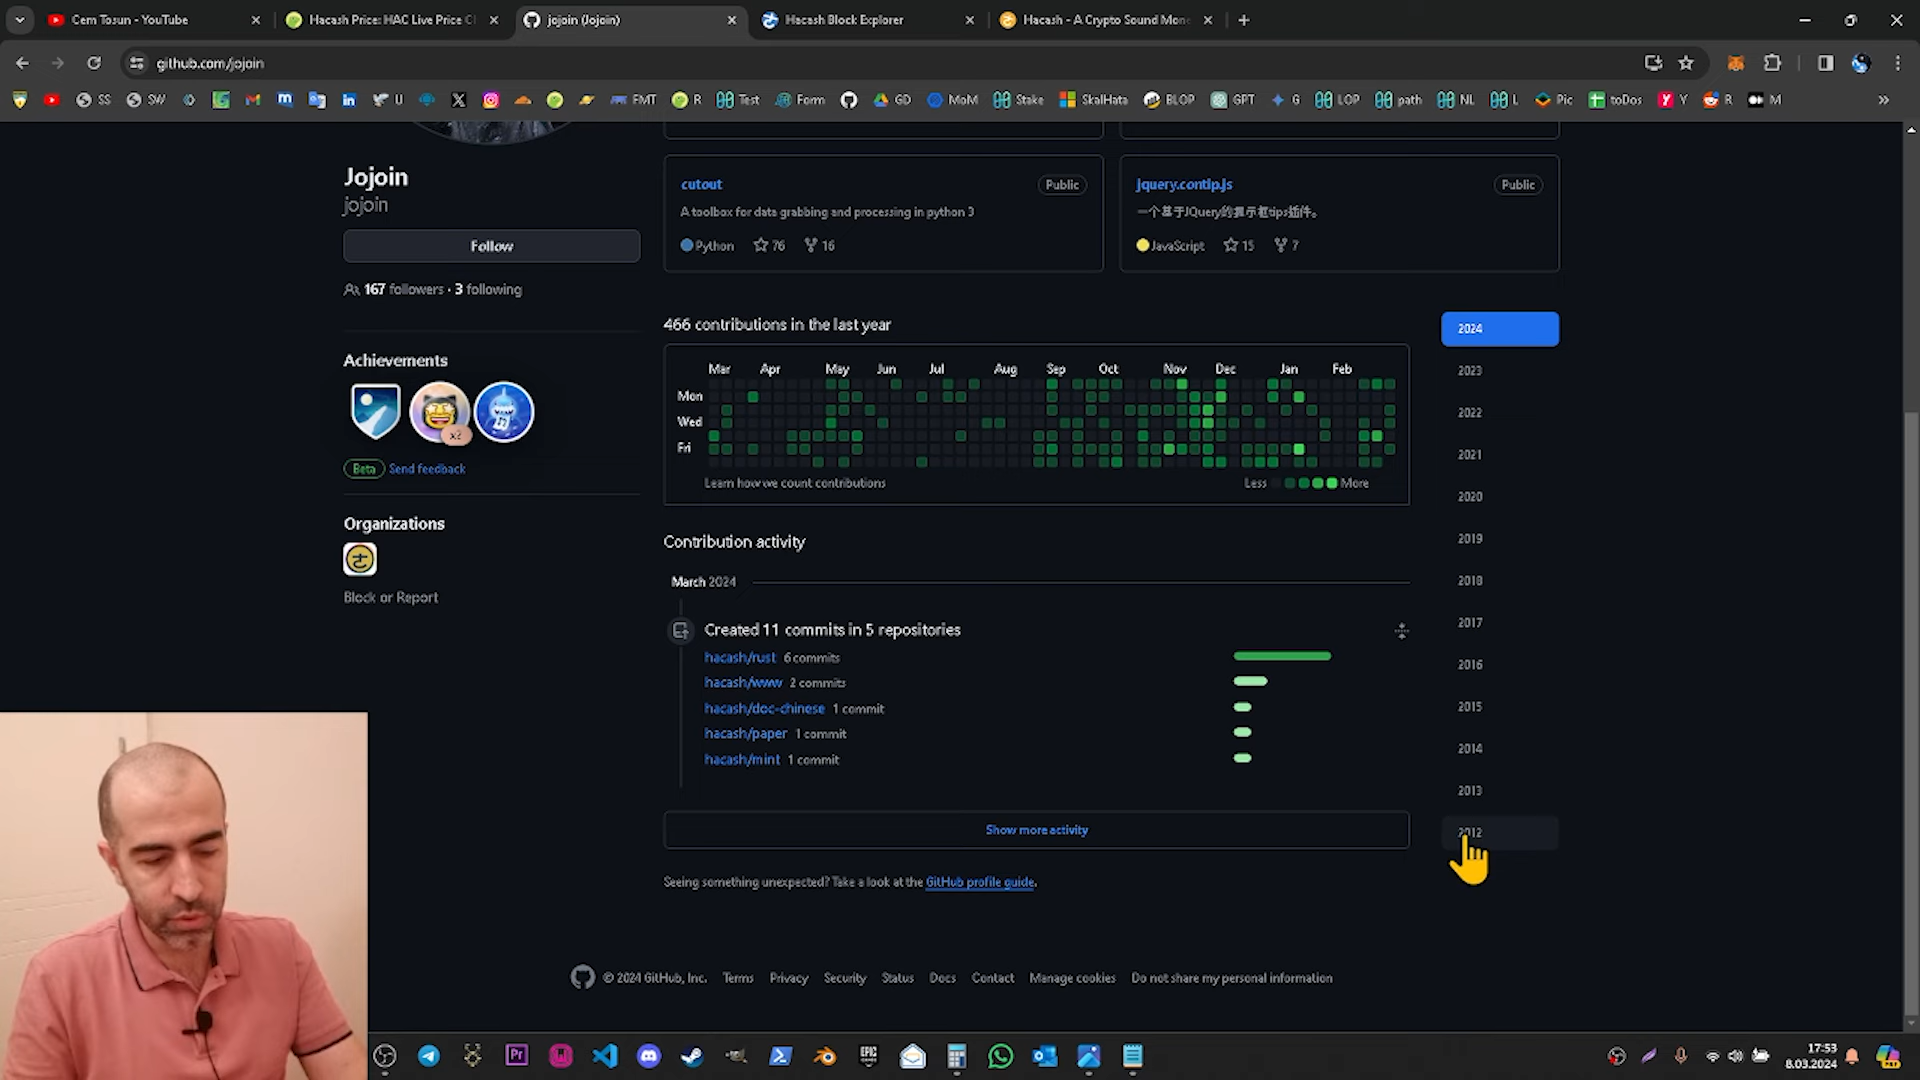 Cem Tosun - YouTube
Hacash Price: HAC Live Price C
jojoin (Jojoin)
Hacash Block Explorer
Hacash - A Crypto Sound Mone
github.com/jojoin
SS
SW
U
FMT
R
Test
Form
GD
MoM
Stake
SkalHata
BLOP
GPT
G
LOP
path
NL
L
Pic
toDos
Y
R
M
Jojoin
jojoin
Follow
167 followers · 3 following
Achievements
x2
Beta Send feedback
Organizations
Block or Report
cutout
Public
A toolbox for data grabbing and processing in python 3
Python 76 16
jquery.contip.js
Public
一个基于JQuery的提示框tips插件。
JavaScript 15 7
466 contributions in the last year
Mar Apr May Jun Jul Aug Sep Oct Nov Dec Jan Feb
Mon
Wed
Fri
Learn how we count contributions
Less More
Contribution activity
March 2024
Created 11 commits in 5 repositories
hacash/rust 6 commits
hacash/www 2 commits
hacash/doc-chinese 1 commit
hacash/paper 1 commit
hacash/mint 1 commit
Show more activity
Seeing something unexpected? Take a look at the GitHub profile guide.
2024
2023
2022
2021
2020
2019
2018
2017
2016
2015
2014
2013
2012
© 2024 GitHub, Inc. Terms Privacy Security Status Docs Contact Manage cookies Do not share my personal information
Pr
EPIC
17:53
8.03.2024